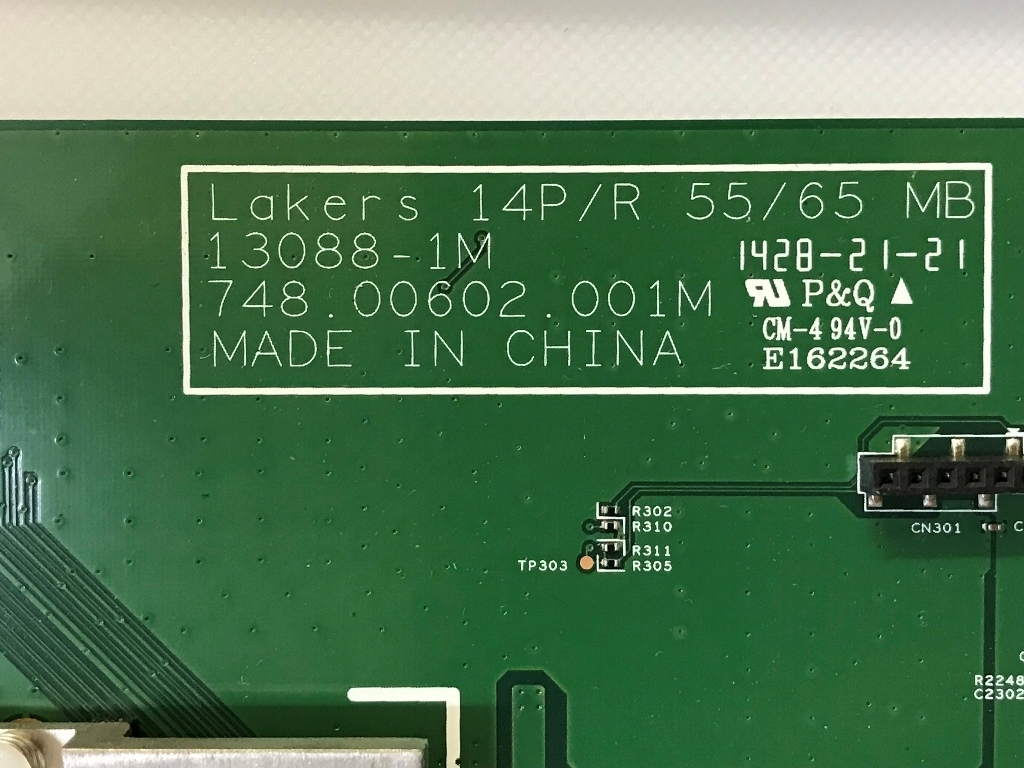 Lakers 14P/R 55/65 MB
13088-1M
748.00602.001M
MADE IN CHINA
1428-21-21
P&Q ▲
CM-4 94V-0
E162264
R302
R310
R311
TP303
R305
CN301
R2248
C2302